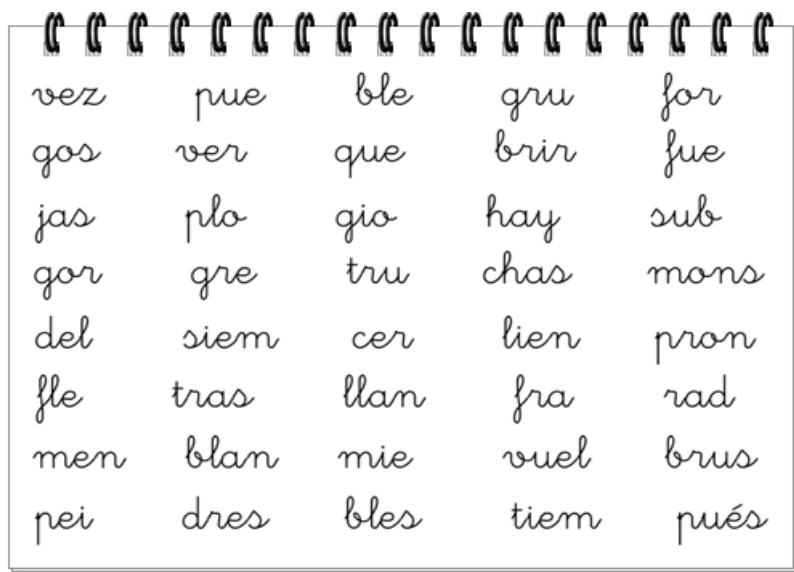 vez pue ble gru for
gos ver que brir fue
jas plo gio hay sub
gor gre tru chas mons
del siem cer lien pron
fle tras llan fra rad
men blan mie vuel brus
pei dres bles tiem pués